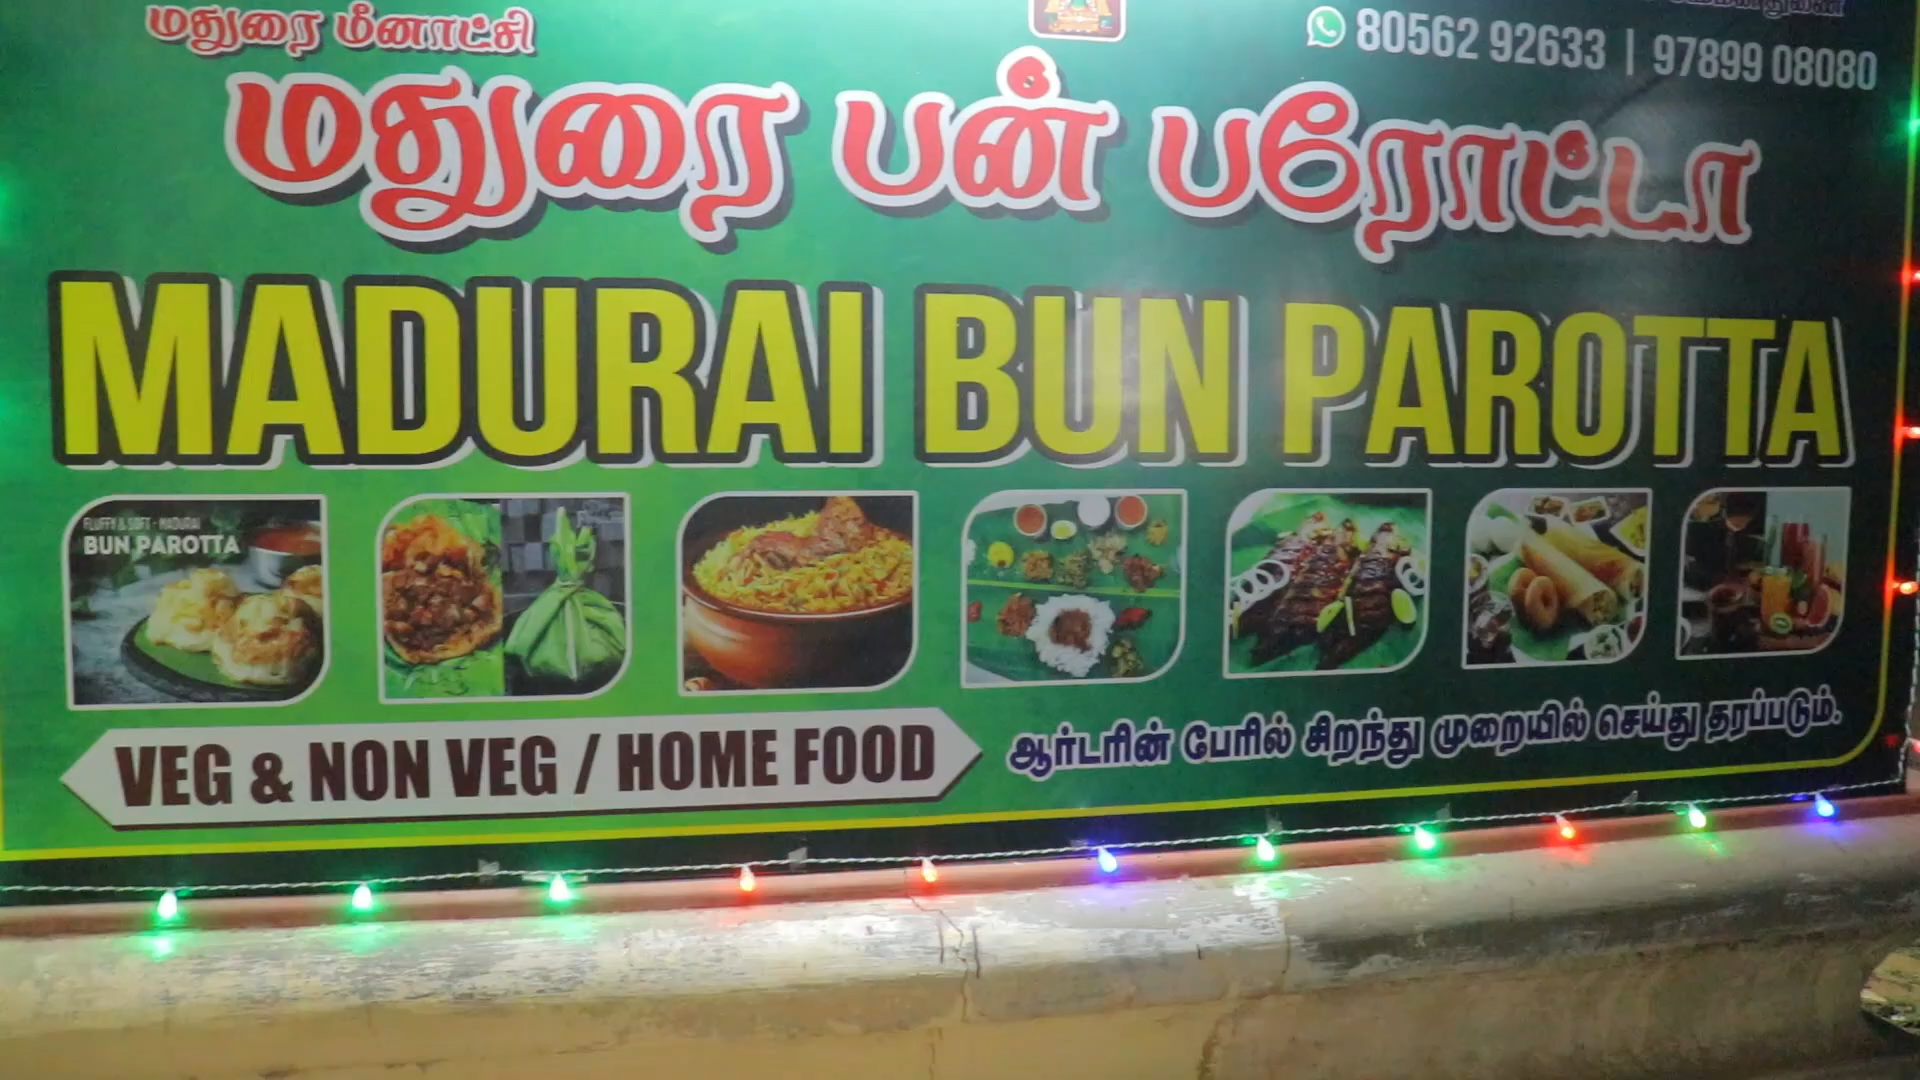 மதுரை மீனாட்சி
80562 92633 | 97899 08080
மதுரை பன் பரோட்டா
MADURAI BUN PAROTTA
FLUFFY & SOFT - MADURAI
BUN PAROTTA
VEG & NON VEG / HOME FOOD
ஆர்டரின் பேரில் சிறந்து முறையில் செய்து தரப்படும்.